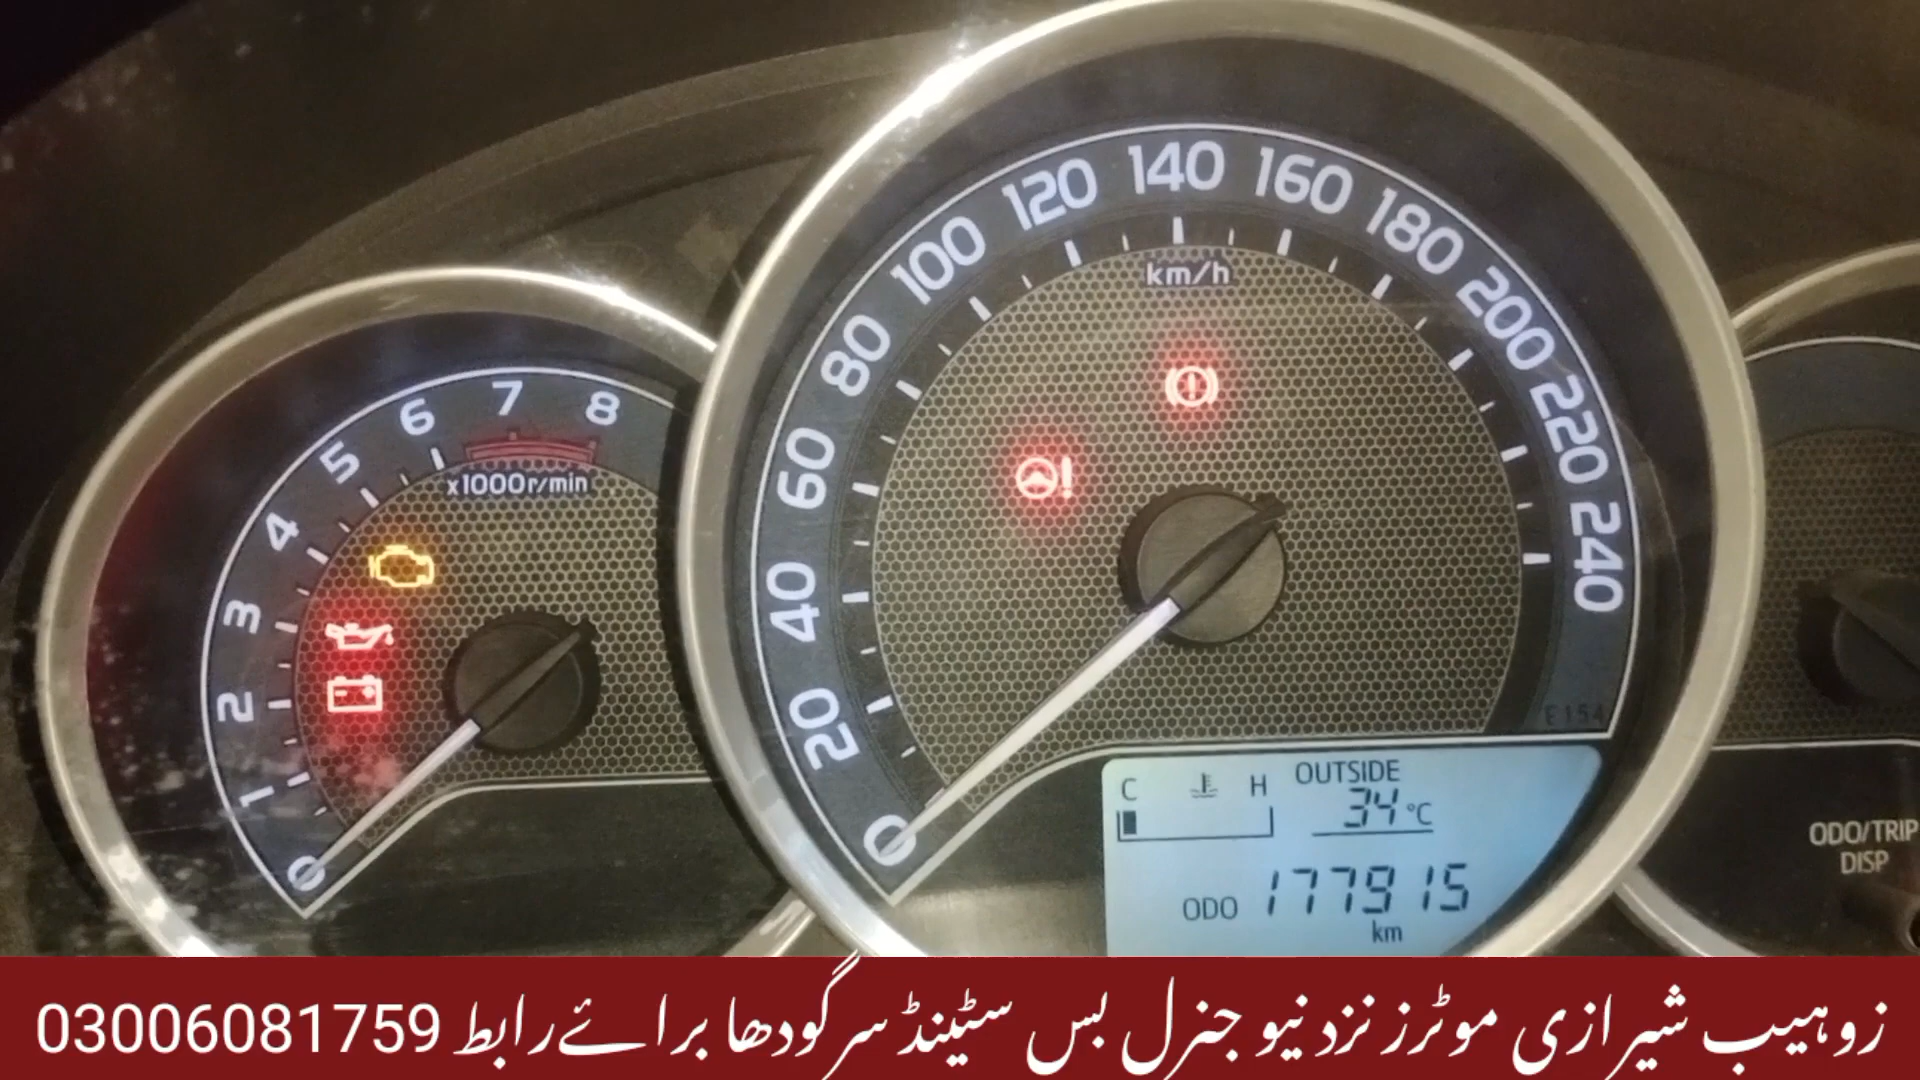 0 1 2 3 4 5 6 7 8
x1000r/min
0 20 40 60 80 100 120 140 160 180 200 220 240
km/h
E154
C H
OUTSIDE
34°C
ODO 177915
km
ODO/TRIP
DISP
زوہیب شیرازی موٹرز نزد نیو جنرل بس سٹینڈ سرگودھا برائے رابط 03006081759